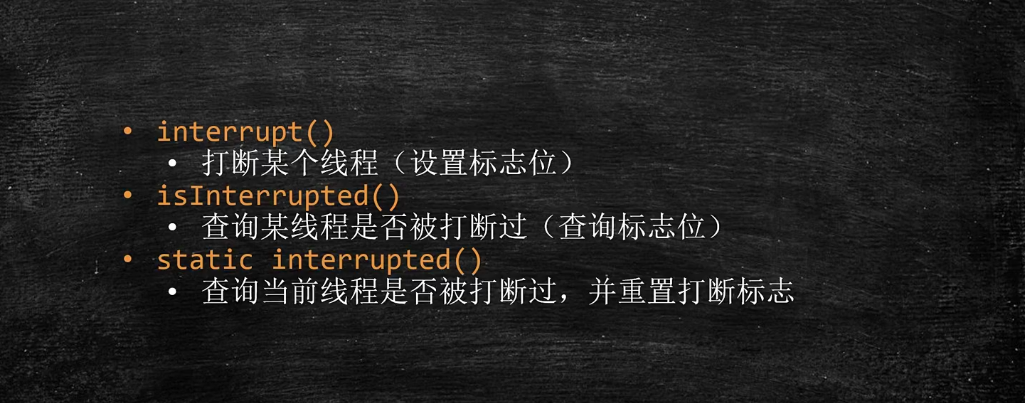 • interrupt()
• 打断某个线程（设置标志位）
• isInterrupted()
• 查询某线程是否被打断过（查询标志位）
• static interrupted()
• 查询当前线程是否被打断过，并重置打断标志